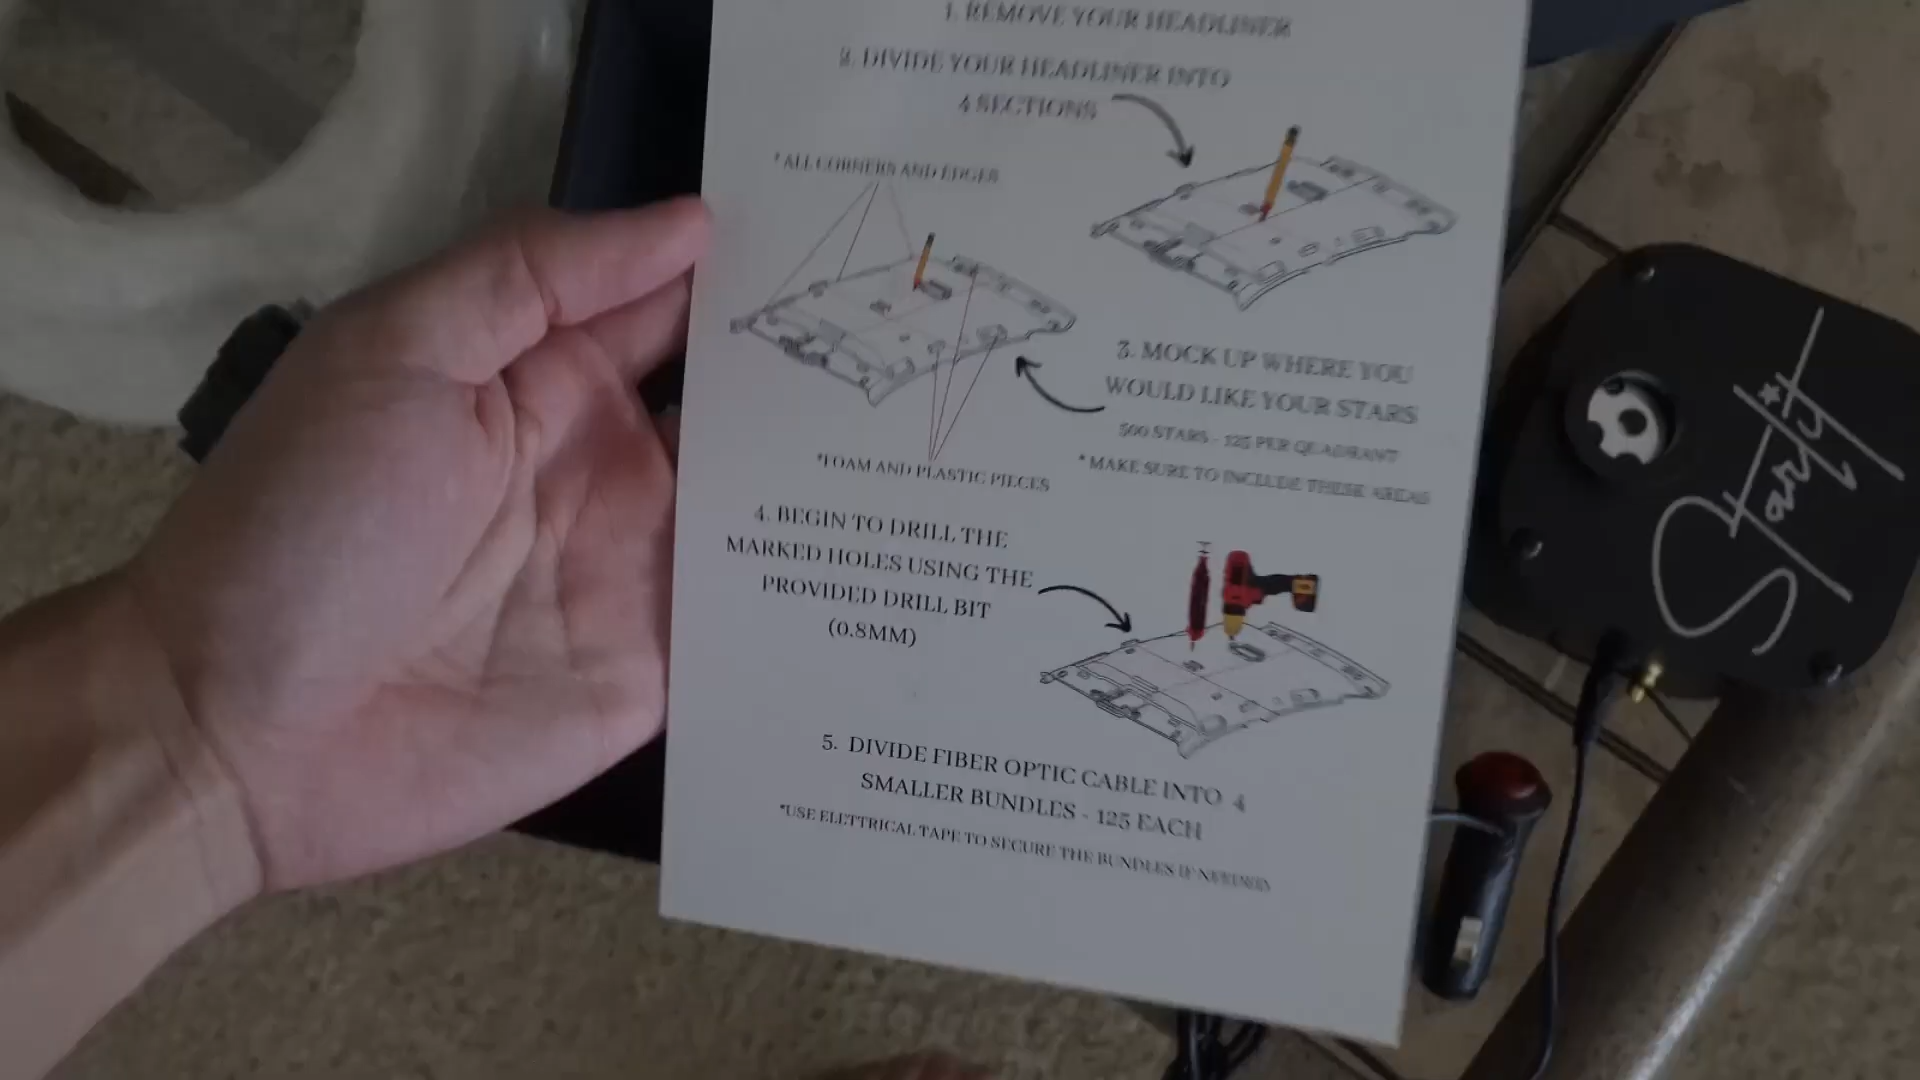 1. REMOVE YOUR HEADLINER
2. DIVIDE YOUR HEADLINER INTO
4 SECTIONS
* ALL CORNERS AND EDGES
3. MOCK UP WHERE YOU
WOULD LIKE YOUR STARS
500 STARS - 125 PER QUADRANT
* MAKE SURE TO INCLUDE THESE AREAS
*FOAM AND PLASTIC PIECES
4. BEGIN TO DRILL THE
MARKED HOLES USING THE
PROVIDED DRILL BIT
(0.8MM)
5. DIVIDE FIBER OPTIC CABLE INTO 4
SMALLER BUNDLES - 125 EACH
*USE ELETTRICAL TAPE TO SECURE THE BUNDLES IF NEEDED